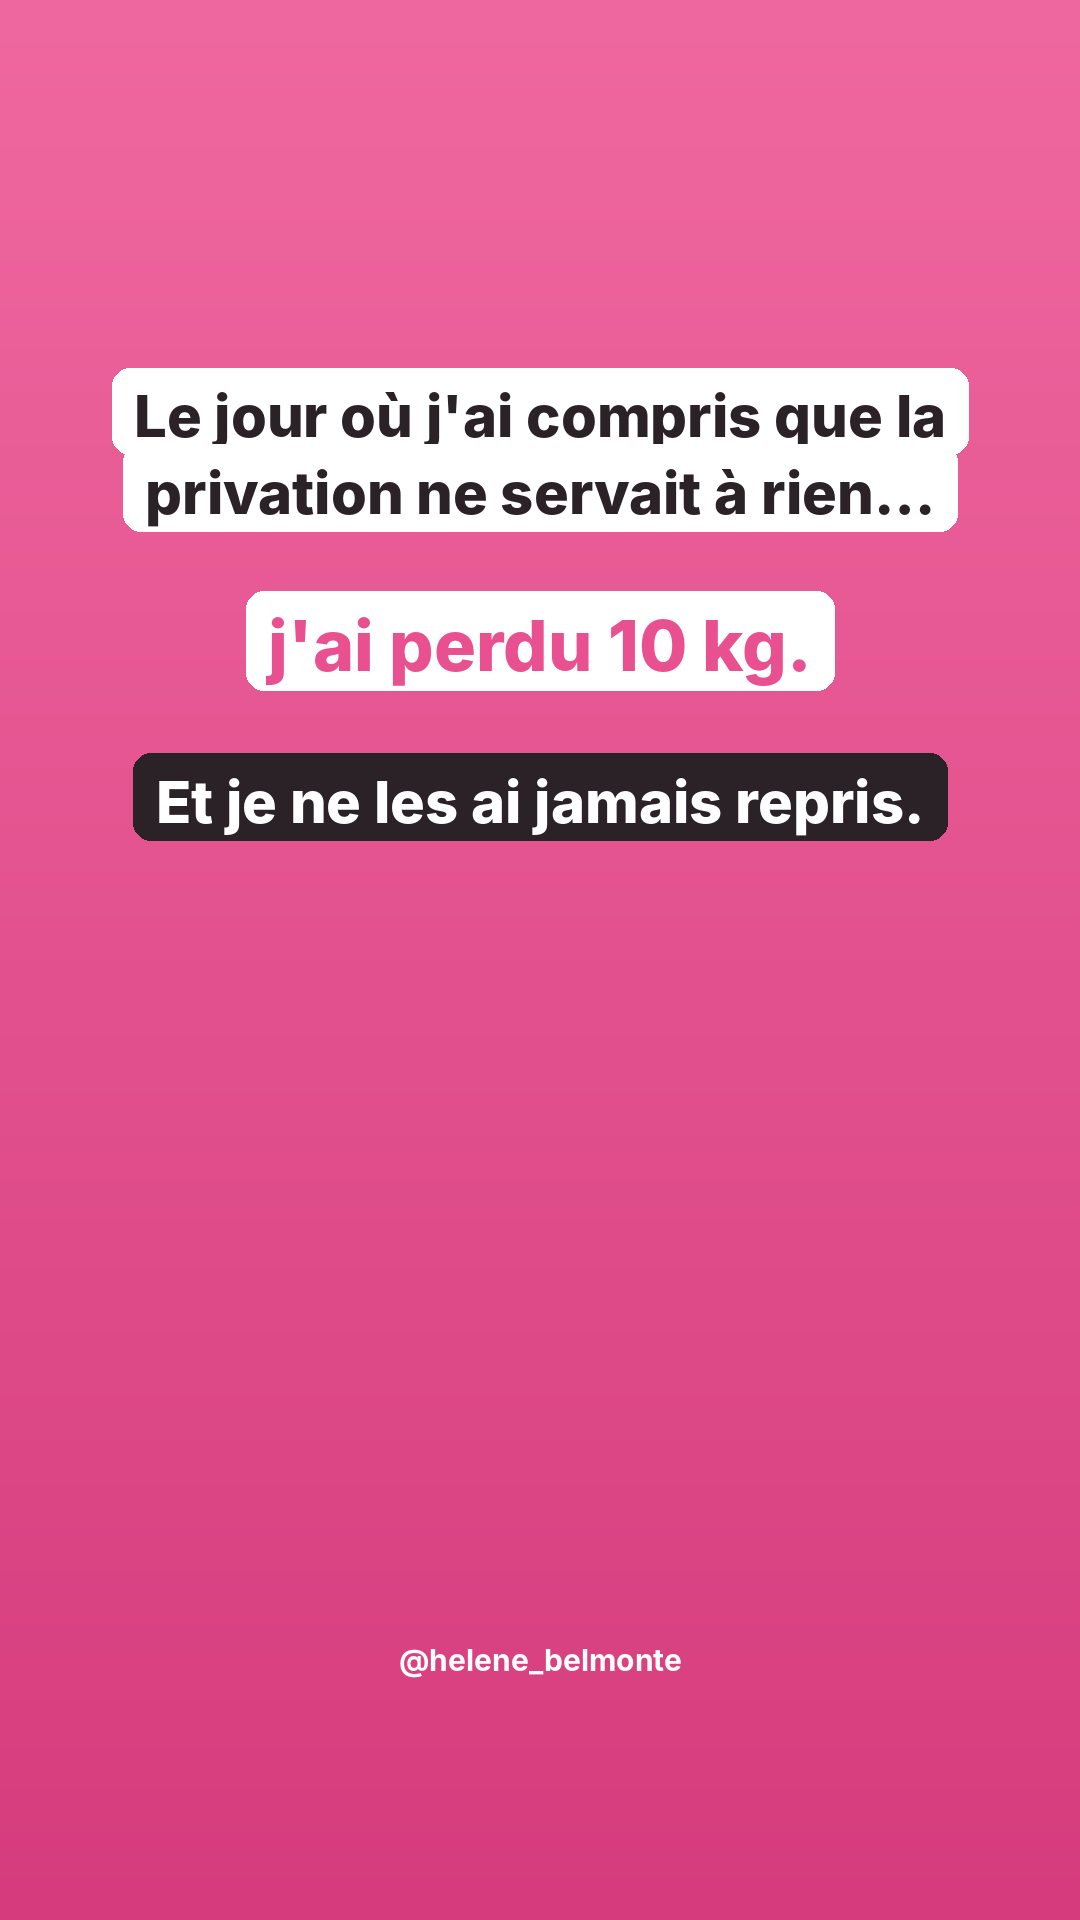 Le jour où j'ai compris que la
privation ne servait à rien...
j'ai perdu 10 kg.
Et je ne les ai jamais repris.
@helene_belmonte